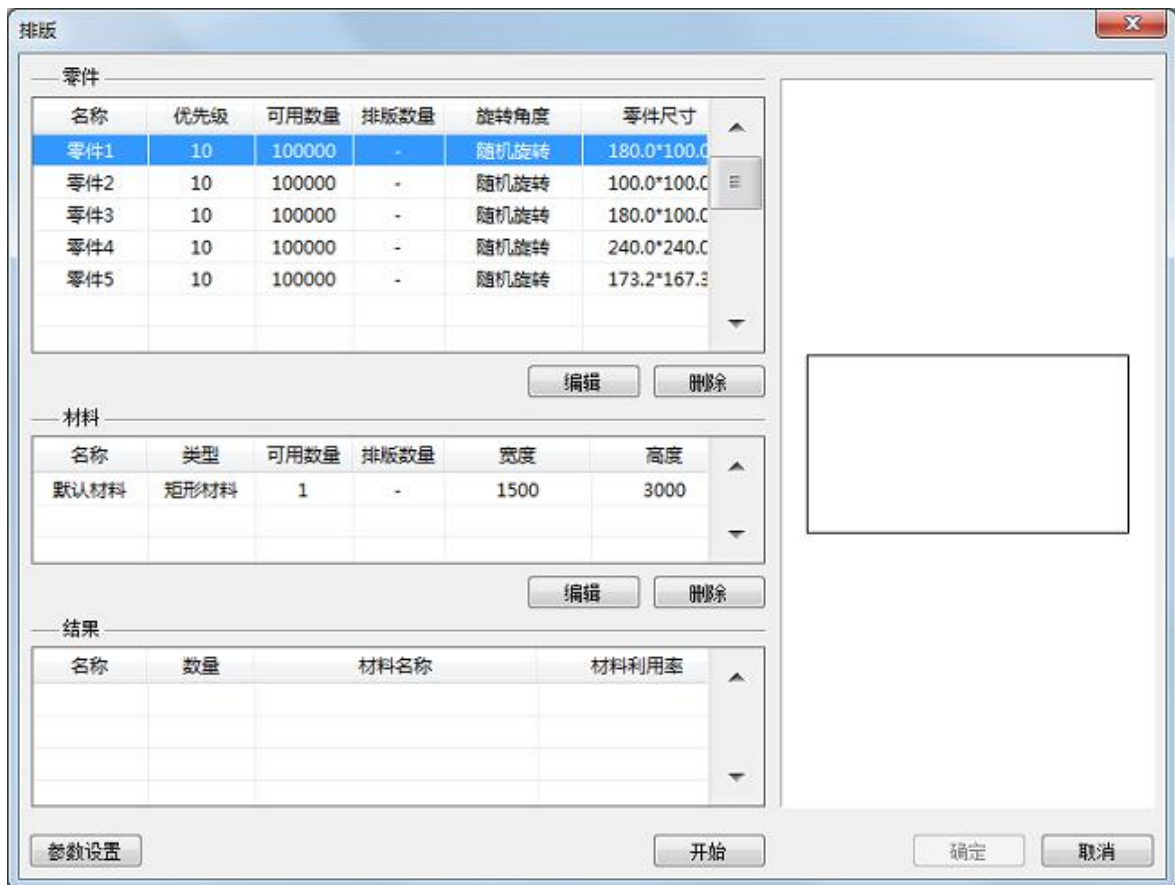 排版
零件
名称 优先级 可用数量 排版数量 旋转角度 零件尺寸
零件1 10 100000 - 随机旋转 180.0*100.0
零件2 10 100000 - 随机旋转 100.0*100.0
零件3 10 100000 - 随机旋转 180.0*100.0
零件4 10 100000 - 随机旋转 240.0*240.0
零件5 10 100000 - 随机旋转 173.2*167.3
编辑 删除
材料
名称 类型 可用数量 排版数量 宽度 高度
默认材料 矩形材料 1 - 1500 3000
编辑 删除
结果
名称 数量 材料名称 材料利用率
参数设置 开始 确定 取消